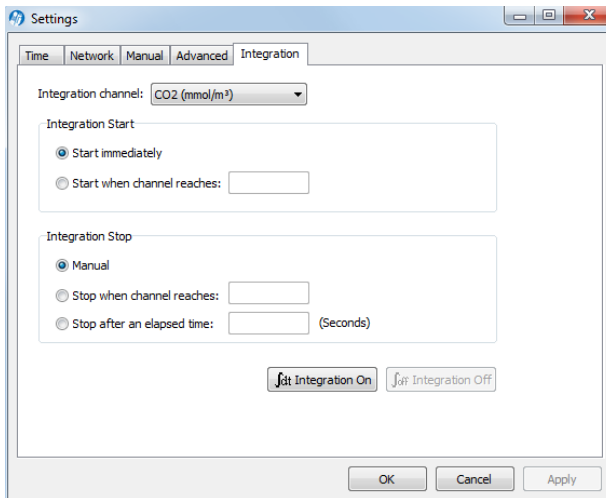 Settings
Time Network Manual Advanced Integration
Integration channel: CO2 (mmol/m³)
Integration Start
Start immediately
Start when channel reaches:
Integration Stop
Manual
Stop when channel reaches:
Stop after an elapsed time: (Seconds)
∫dt Integration On ∫off Integration Off
OK Cancel Apply